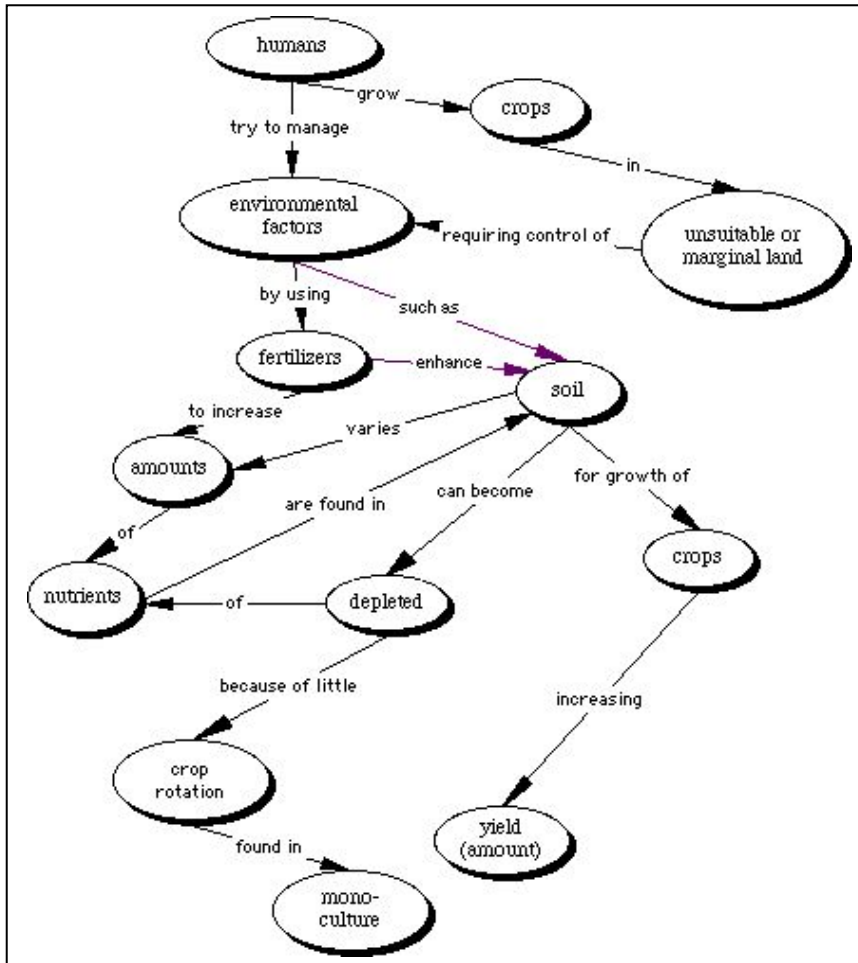 humans
grow
crops
try to manage
in
environmental
factors
requiring control of
unsuitable or
marginal land
by using
such as
fertilizers
enhance
soil
to increase
varies
amounts
are found in
can become
for growth of
of
crops
nutrients
of
depleted
because of little
increasing
crop
rotation
yield
(amount)
found in
mono-
culture